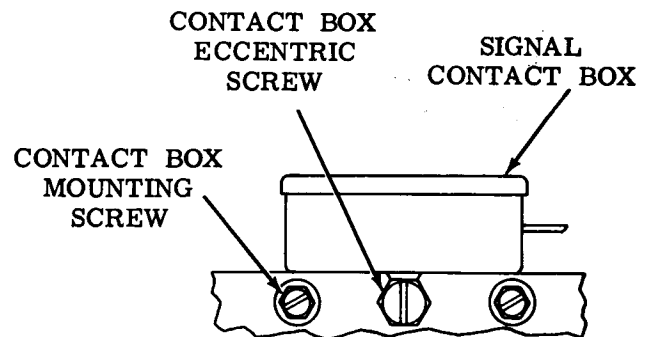 CONTACT BOX
ECCENTRIC
SCREW
SIGNAL
CONTACT BOX
CONTACT BOX
MOUNTING
SCREW